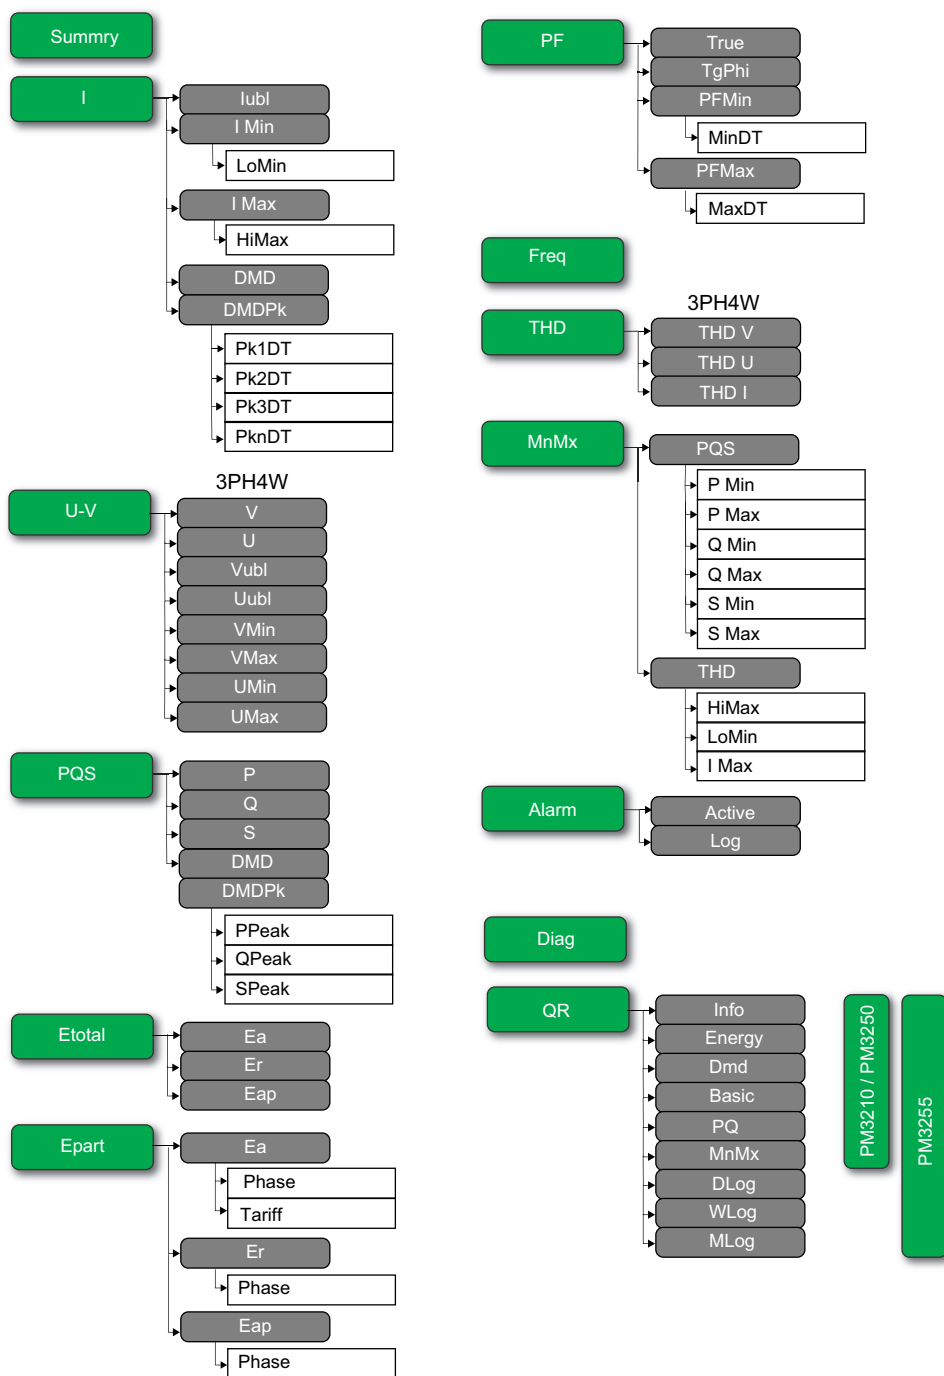 Summry
I
Iubl
I Min
LoMin
I Max
HiMax
DMD
DMDPk
Pk1DT
Pk2DT
Pk3DT
PknDT
3PH4W
U-V
V
U
Vubl
Uubl
VMin
VMax
UMin
UMax
PQS
P
Q
S
DMD
DMDPk
PPeak
QPeak
SPeak
Etotal
Ea
Er
Eap
Epart
Ea
Phase
Tariff
Er
Phase
Eap
Phase
PF
True
TgPhi
PFMin
MinDT
PFMax
MaxDT
Freq
3PH4W
THD
THD V
THD U
THD I
MnMx
PQS
P Min
P Max
Q Min
Q Max
S Min
S Max
THD
HiMax
LoMin
I Max
Alarm
Active
Log
Diag
QR
Info
Energy
Dmd
Basic
PQ
MnMx
DLog
WLog
MLog
PM3210 / PM3250
PM3255